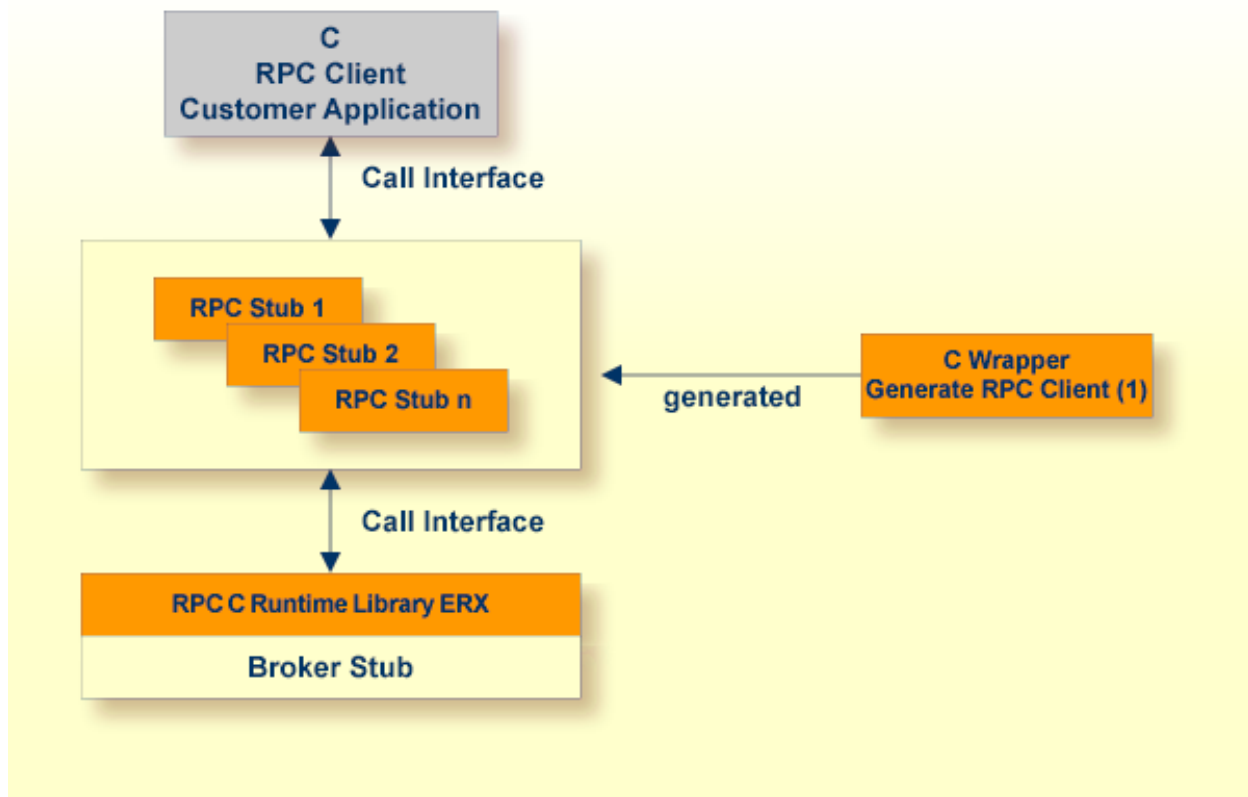 C
RPC Client
Customer Application
Call Interface
RPC Stub 1
RPC Stub 2
RPC Stub n
C Wrapper
Generate RPC Client (1)
generated
Call Interface
RPC C Runtime Library ERX
Broker Stub